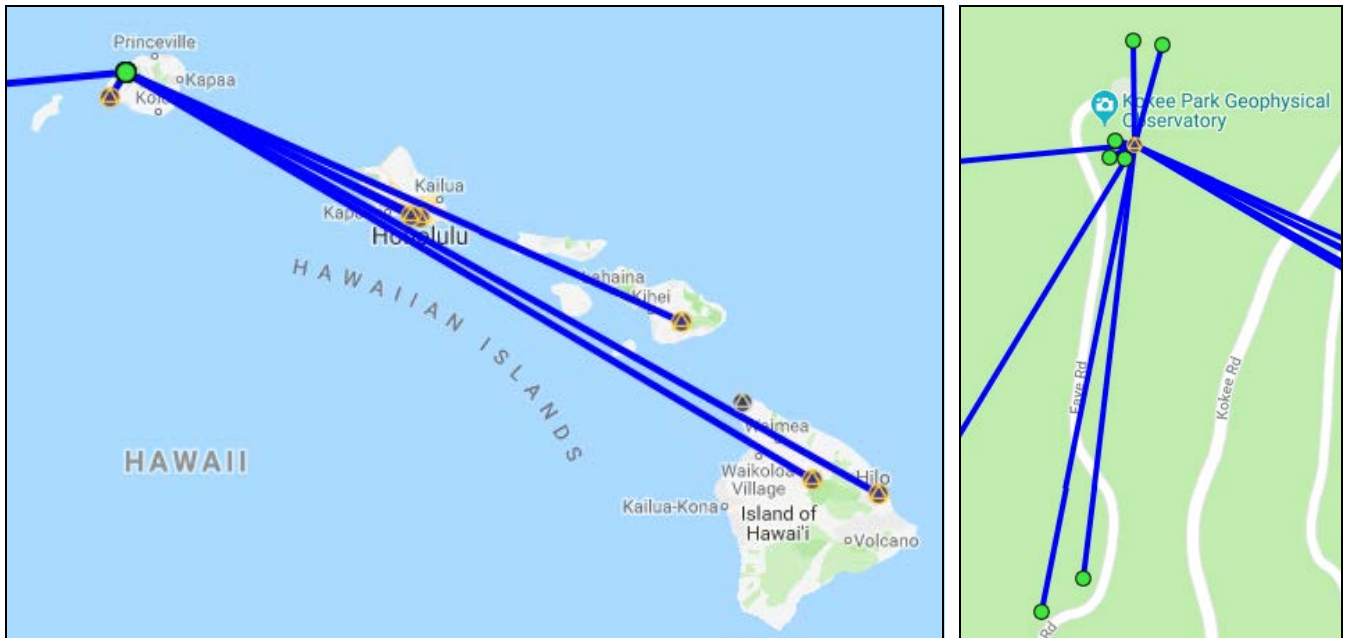 Princeville
Kapaa
Kailua
Honolulu
HAWAIIAN ISLANDS
Kihei
HAWAII
Waimea
Waikoloa
Village
Hilo
Kailua-Kona
Island of
Hawai'i
Volcano
Kokee Park Geophysical
Observatory
Faye Rd
Kokee Rd
Rd